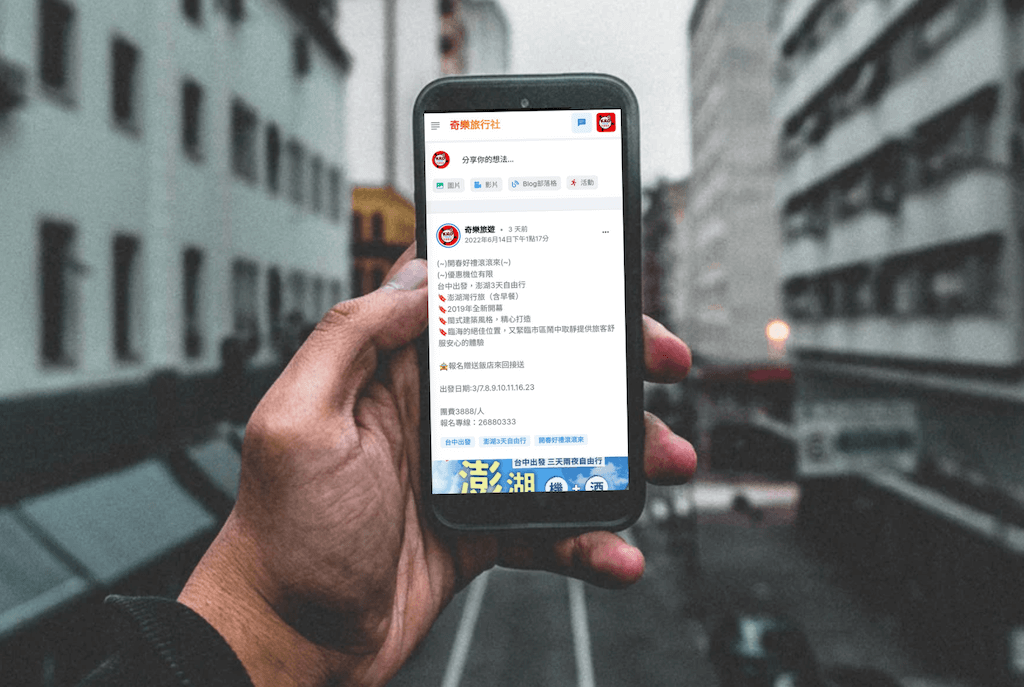 奇樂旅行社
分享你的想法...
圖片 影片 Blog部落格 活動
奇樂旅遊 • 3 天前
2022年6月14日下午1點17分
(~)開春好禮滾滾來(~)
(~)優惠機位有限
台中出發，澎湖3天自由行
🔖澎湖灣行旅（含早餐）
🔖2019年全新開幕
🔖閩式建築風格，精心打造
🔖臨海的絕佳位置，又緊臨市區鬧中取靜提供旅客舒
服安心的體驗
🏠報名贈送飯店來回接送
出發日期:3/7.8.9.10.11.16.23
團費3888/人
報名專線：26880333
台中出發 澎湖3天自由行 開春好禮滾滾來
台中出發 三天兩夜自由行
澎湖 機+酒